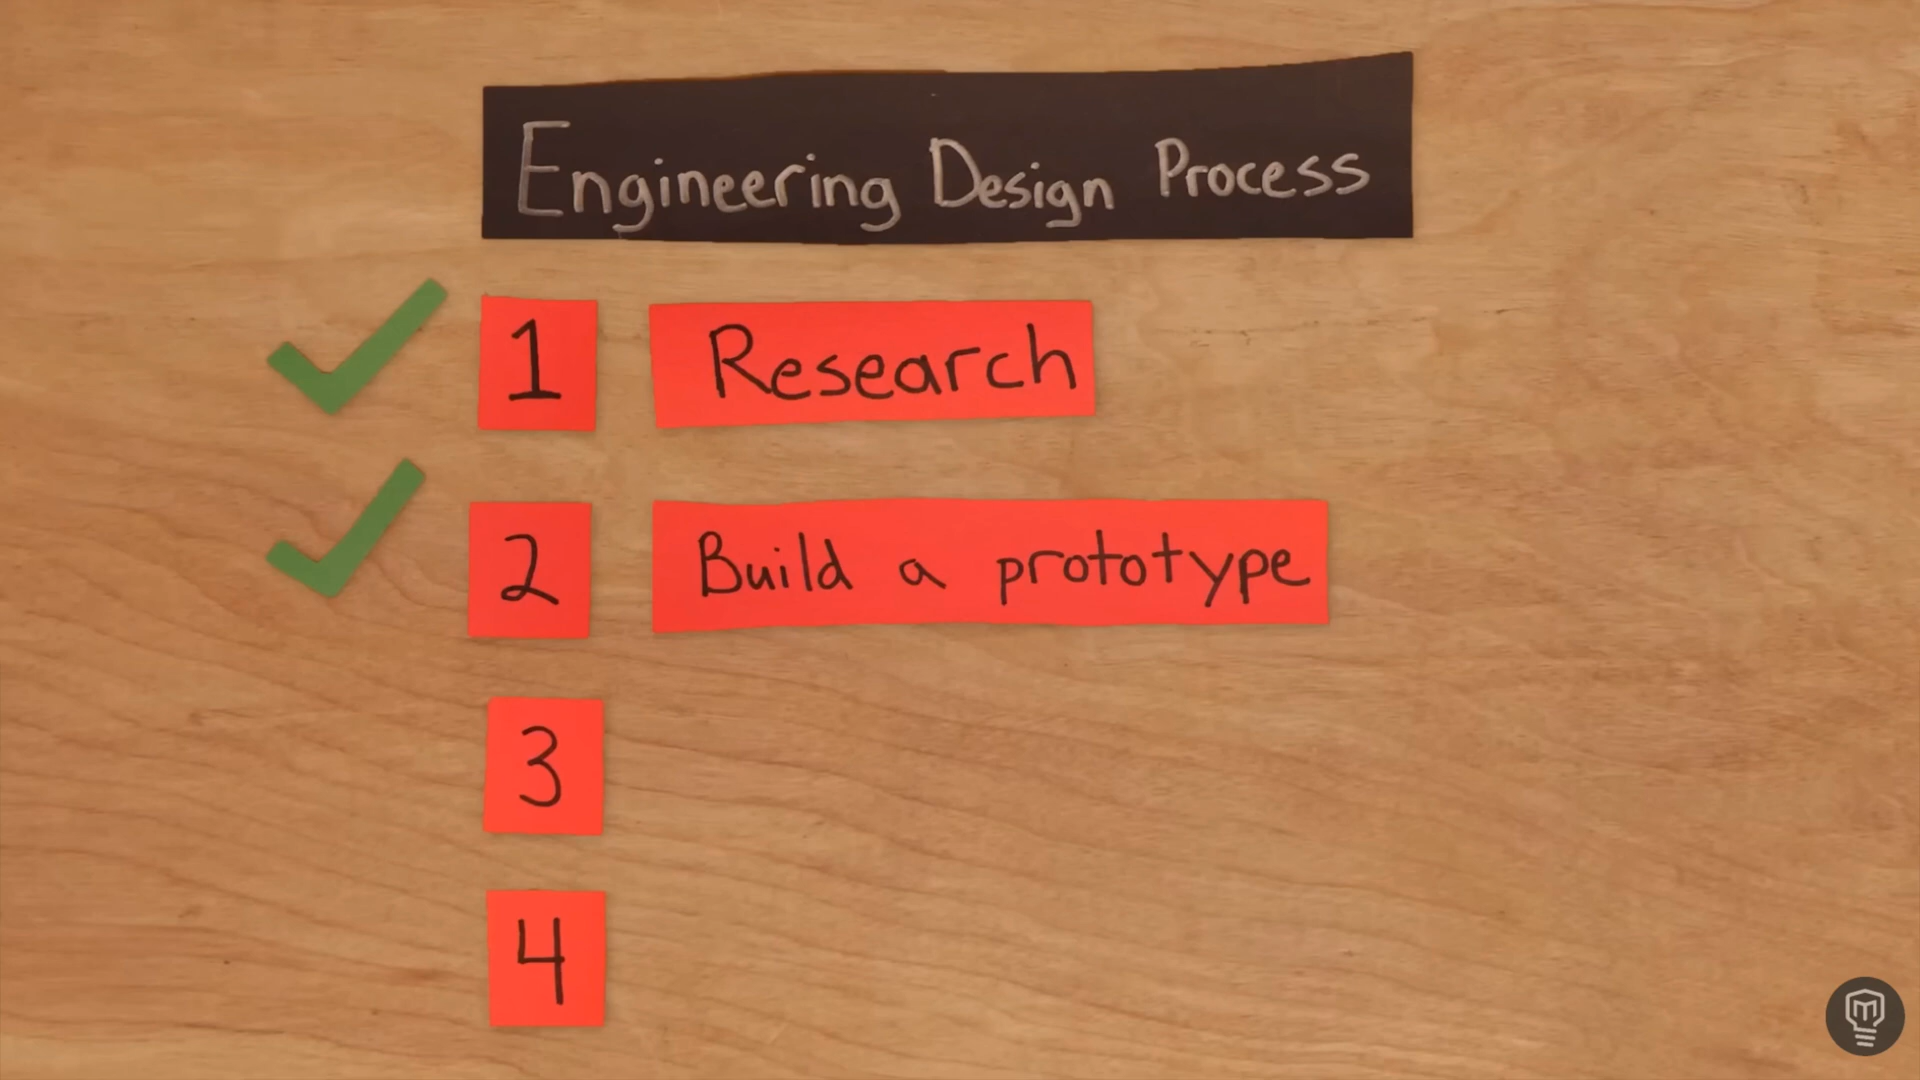 Engineering Design Process
1 Research
2 Build a prototype
3
4